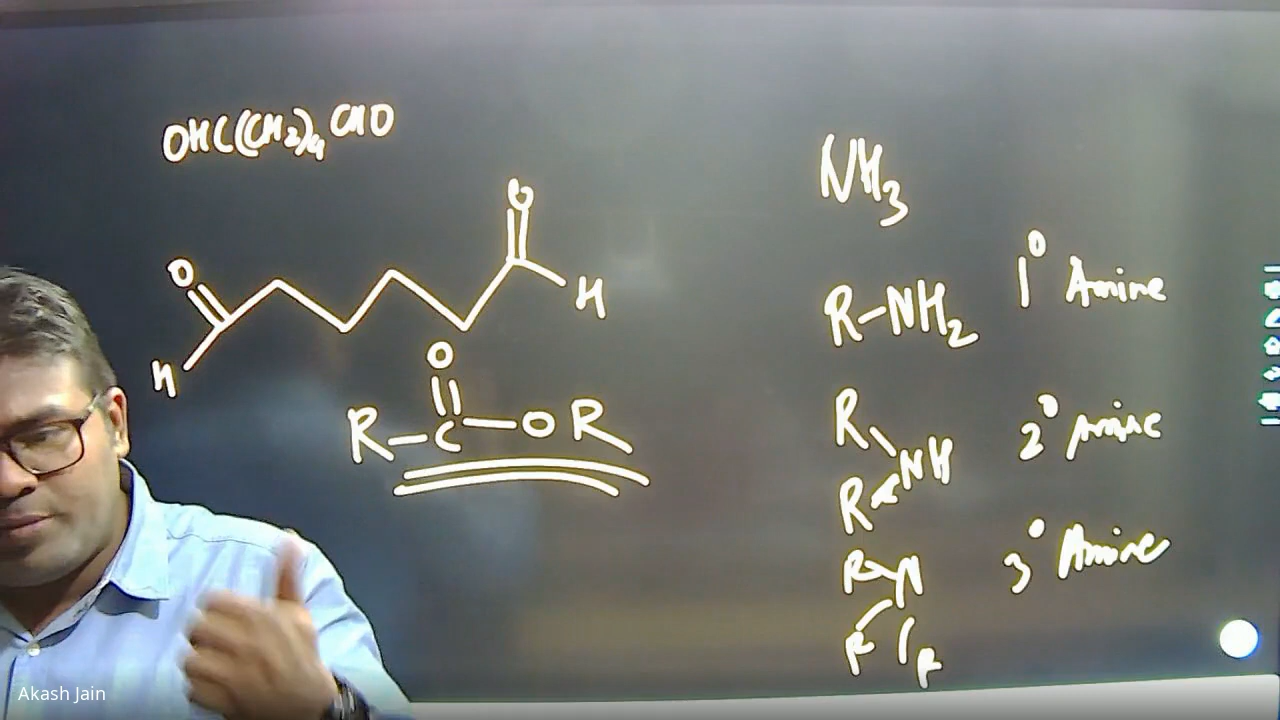 OHC(CH2)4CHO
O
H
O
H
O
R-C-OR
NH3
R-NH2 1° Amine
R
NH 2° Amine
R
R N 3° Amine
R R
Akash Jain